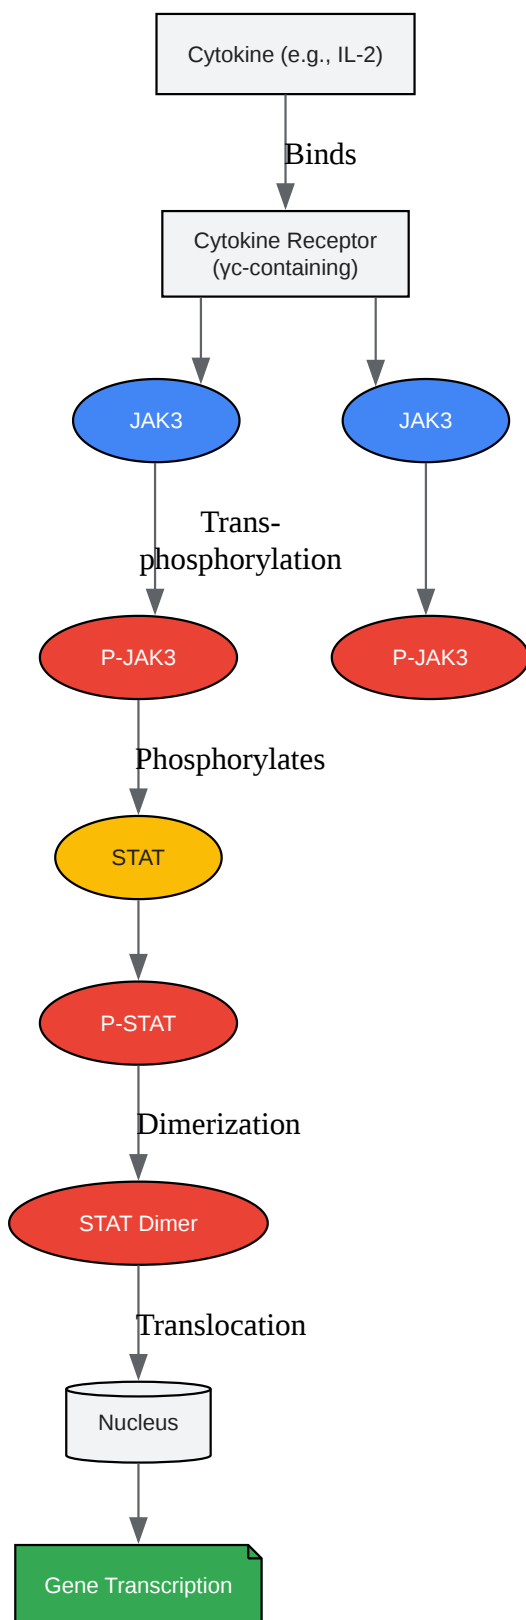 Cytokine (e.g., IL-2)
Binds
Cytokine Receptor
(γc-containing)
JAK3
JAK3
Trans-
phosphorylation
P-JAK3
P-JAK3
Phosphorylates
STAT
P-STAT
Dimerization
STAT Dimer
Translocation
Nucleus
Gene Transcription